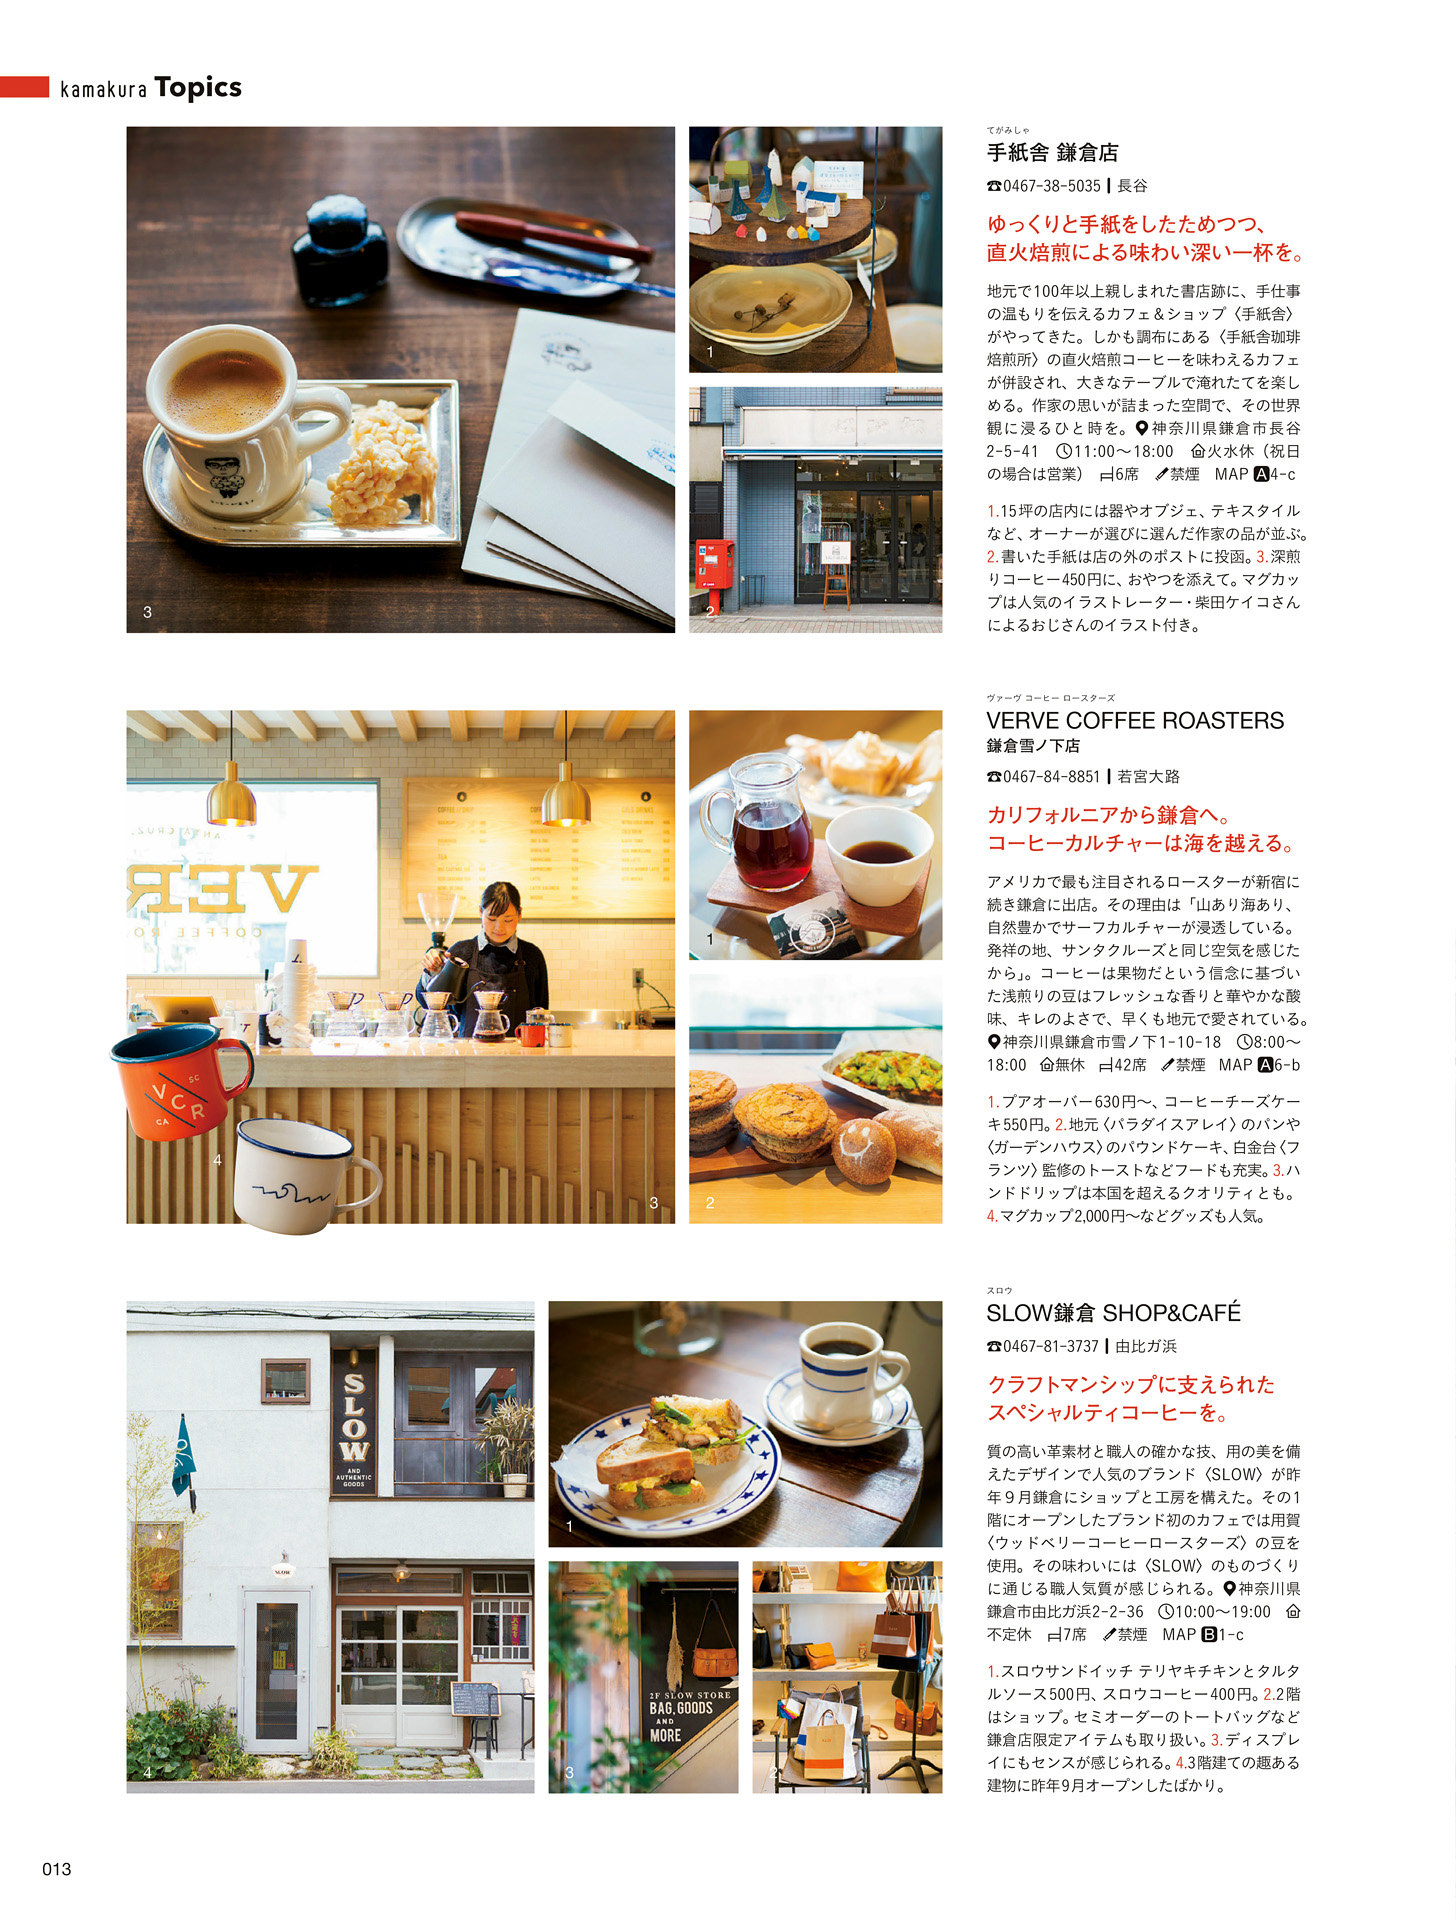 kamakura Topics
てがみしゃ
手紙舎 鎌倉店
☎0467-38-5035 | 長谷
ゆっくりと手紙をしたためつつ、
直火焙煎による味わい深い一杯を。
地元で100年以上親しまれた書店跡に、手仕事
の温もりを伝えるカフェ＆ショップ〈手紙舎〉
がやってきた。しかも調布にある〈手紙舎珈琲
焙煎所〉の直火焙煎コーヒーを味わえるカフェ
が併設され、大きなテーブルで淹れたてを楽し
める。作家の思いが詰まった空間で、その世界
観に浸るひと時を。神奈川県鎌倉市長谷
2-5-41 11:00〜18:00 火水休（祝日
の場合は営業） 6席 禁煙 MAP A4-c
1.15坪の店内には器やオブジェ、テキスタイル
など、オーナーが選びに選んだ作家の品が並ぶ。
2.書いた手紙は店の外のポストに投函。3.深煎
りコーヒー450円に、おやつを添えて。マグカッ
プは人気のイラストレーター・柴田ケイコさん
によるおじさんのイラスト付き。
1
2
3
ヴァーヴ コーヒー ロースターズ
VERVE COFFEE ROASTERS
鎌倉雪ノ下店
☎0467-84-8851 | 若宮大路
カリフォルニアから鎌倉へ。
コーヒーカルチャーは海を越える。
アメリカで最も注目されるロースターが新宿に
続き鎌倉に出店。その理由は「山あり海あり、
自然豊かでサーフカルチャーが浸透している。
発祥の地、サンタクルーズと同じ空気を感じた
から」。コーヒーは果物だという信念に基づい
た浅煎りの豆はフレッシュな香りと華やかな酸
味、キレのよさで、早くも地元で愛されている。
神奈川県鎌倉市雪ノ下1-10-18 8:00〜
18:00 無休 42席 禁煙 MAP A6-b
1.プアオーバー630円〜、コーヒーチーズケー
キ550円。2.地元〈パラダイスアレイ〉のパンや
〈ガーデンハウス〉のパウンドケーキ、白金台〈フ
ランツ〉監修のトーストなどフードも充実。3.ハ
ンドドリップは本国を超えるクオリティとも。
4.マグカップ2,000円〜などグッズも人気。
VER
COFFEE RO
SC
VCR
CA
1
2
3
4
スロウ
SLOW鎌倉 SHOP&CAFÉ
☎0467-81-3737 | 由比ガ浜
クラフトマンシップに支えられた
スペシャルティコーヒーを。
質の高い革素材と職人の確かな技、用の美を備
えたデザインで人気のブランド〈SLOW〉が昨
年９月鎌倉にショップと工房を構えた。その1
階にオープンしたブランド初のカフェでは用賀
〈ウッドベリーコーヒーロースターズ〉の豆を
使用。その味わいには〈SLOW〉のものづくり
に通じる職人気質が感じられる。神奈川県
鎌倉市由比ガ浜2-2-36 10:00〜19:00
不定休 7席 禁煙 MAP B1-c
1.スロウサンドイッチ テリヤキチキンとタルタ
ルソース500円、スロウコーヒー400円。2.2階
はショップ。セミオーダーのトートバッグなど
鎌倉店限定アイテムも取り扱い。3.ディスプレ
イにもセンスが感じられる。4.3階建ての趣ある
建物に昨年9月オープンしたばかり。
SLOW
AND
AUTHENTIC
GOODS
SLOW
2F SLOW STORE
BAG, GOODS
AND
MORE
1
2
3
4
013